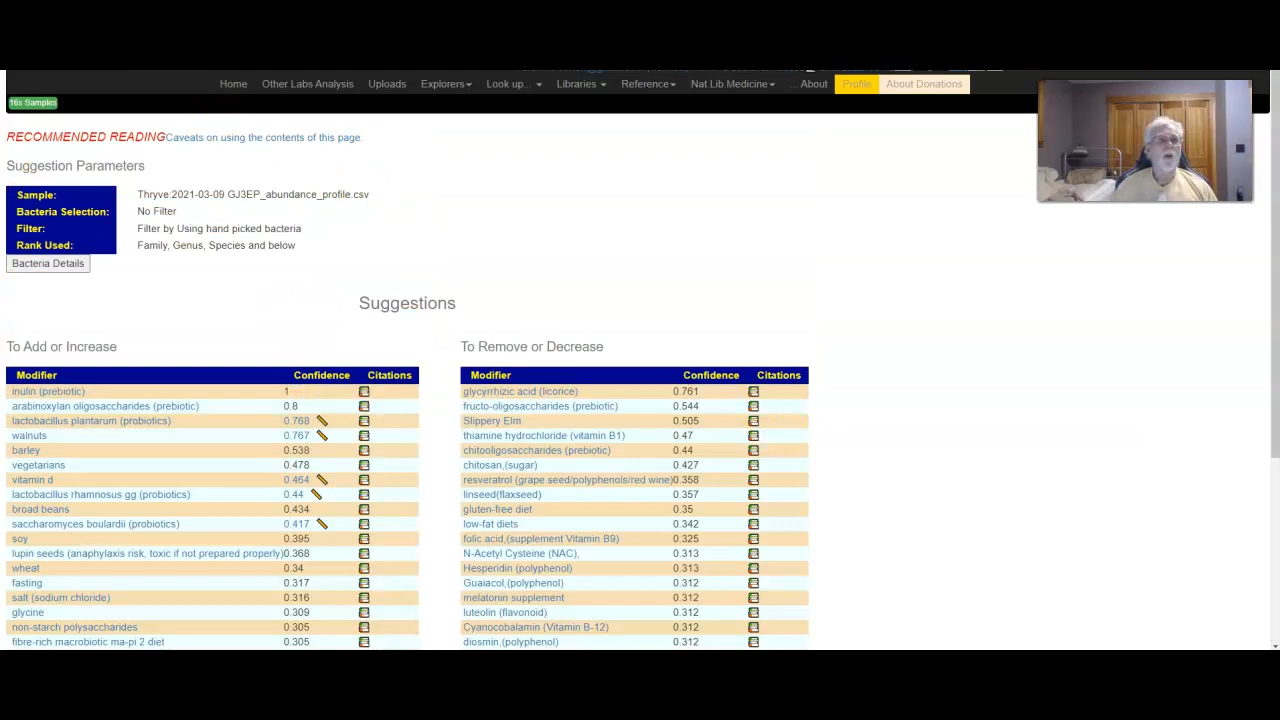 Home Other Labs Analysis Uploads Explorers Look up... Libraries Reference Nat.Lib.Medicine ... About Profile About Donations
16s Samples
RECOMMENDED READING Caveats on using the contents of this page.
Suggestion Parameters
Sample: Thryve:2021-03-09 GJ3EP_abundance_profile.csv
Bacteria Selection: No Filter
Filter: Filter by Using hand picked bacteria
Rank Used: Family, Genus, Species and below
Bacteria Details
Suggestions
To Add or Increase
Modifier Confidence Citations
inulin (prebiotic) 1
arabinoxylan oligosaccharides (prebiotic) 0.8
lactobacillus plantarum (probiotics) 0.768
walnuts 0.767
barley 0.538
vegetarians 0.478
vitamin d 0.464
lactobacillus rhamnosus gg (probiotics) 0.44
broad beans 0.434
saccharomyces boulardii (probiotics) 0.417
soy 0.395
lupin seeds (anaphylaxis risk, toxic if not prepared properly) 0.368
wheat 0.34
fasting 0.317
salt (sodium chloride) 0.316
glycine 0.309
non-starch polysaccharides 0.305
fibre-rich macrobiotic ma-pi 2 diet 0.305
To Remove or Decrease
Modifier Confidence Citations
glycyrrhizic acid (licorice) 0.761
fructo-oligosaccharides (prebiotic) 0.544
Slippery Elm 0.505
thiamine hydrochloride (vitamin B1) 0.47
chitooligosaccharides (prebiotic) 0.44
chitosan,(sugar) 0.427
resveratrol (grape seed/polyphenols/red wine) 0.358
linseed(flaxseed) 0.357
gluten-free diet 0.35
low-fat diets 0.342
folic acid,(supplement Vitamin B9) 0.325
N-Acetyl Cysteine (NAC), 0.313
Hesperidin (polyphenol) 0.313
Guaiacol,(polyphenol) 0.312
melatonin supplement 0.312
luteolin (flavonoid) 0.312
Cyanocobalamin (Vitamin B-12) 0.312
diosmin,(polyphenol) 0.312